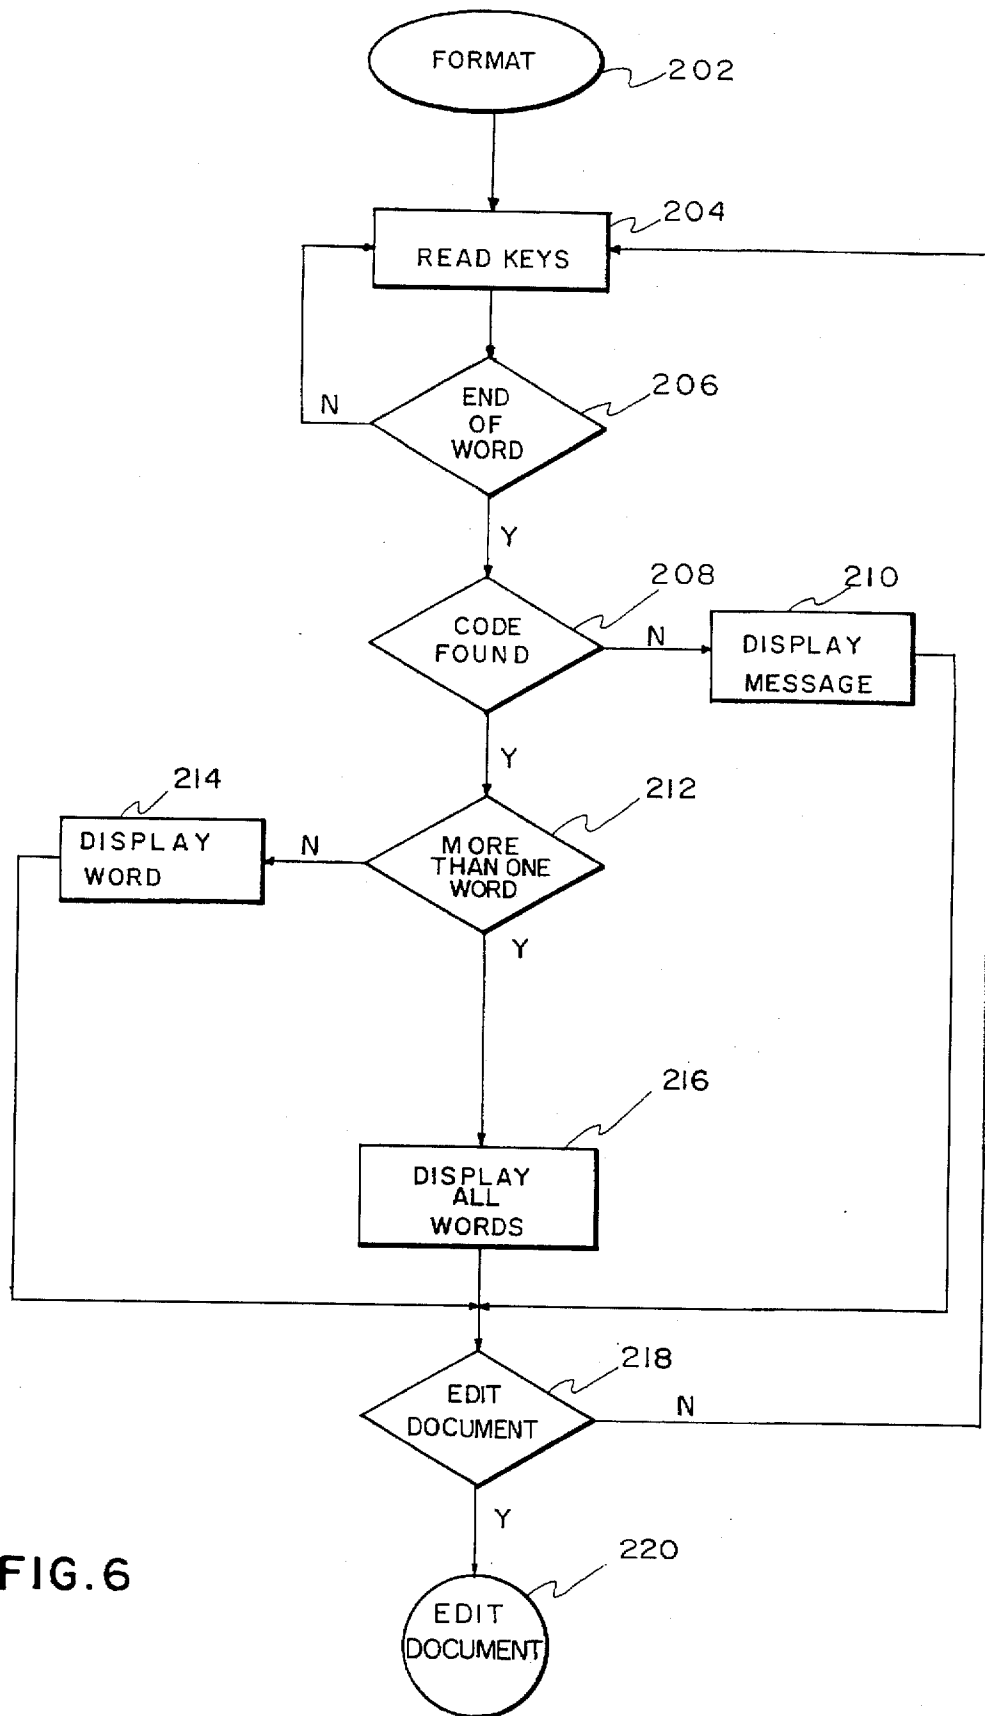 FORMAT
202
204
READ KEYS
206
END
OF
WORD
N
Y
208
210
CODE
FOUND
N
DISPLAY
MESSAGE
Y
214
212
DISPLAY
WORD
N
MORE
THAN ONE
WORD
Y
216
DISPLAY
ALL
WORDS
218
EDIT
DOCUMENT
N
Y
220
FIG.6
EDIT
DOCUMENT